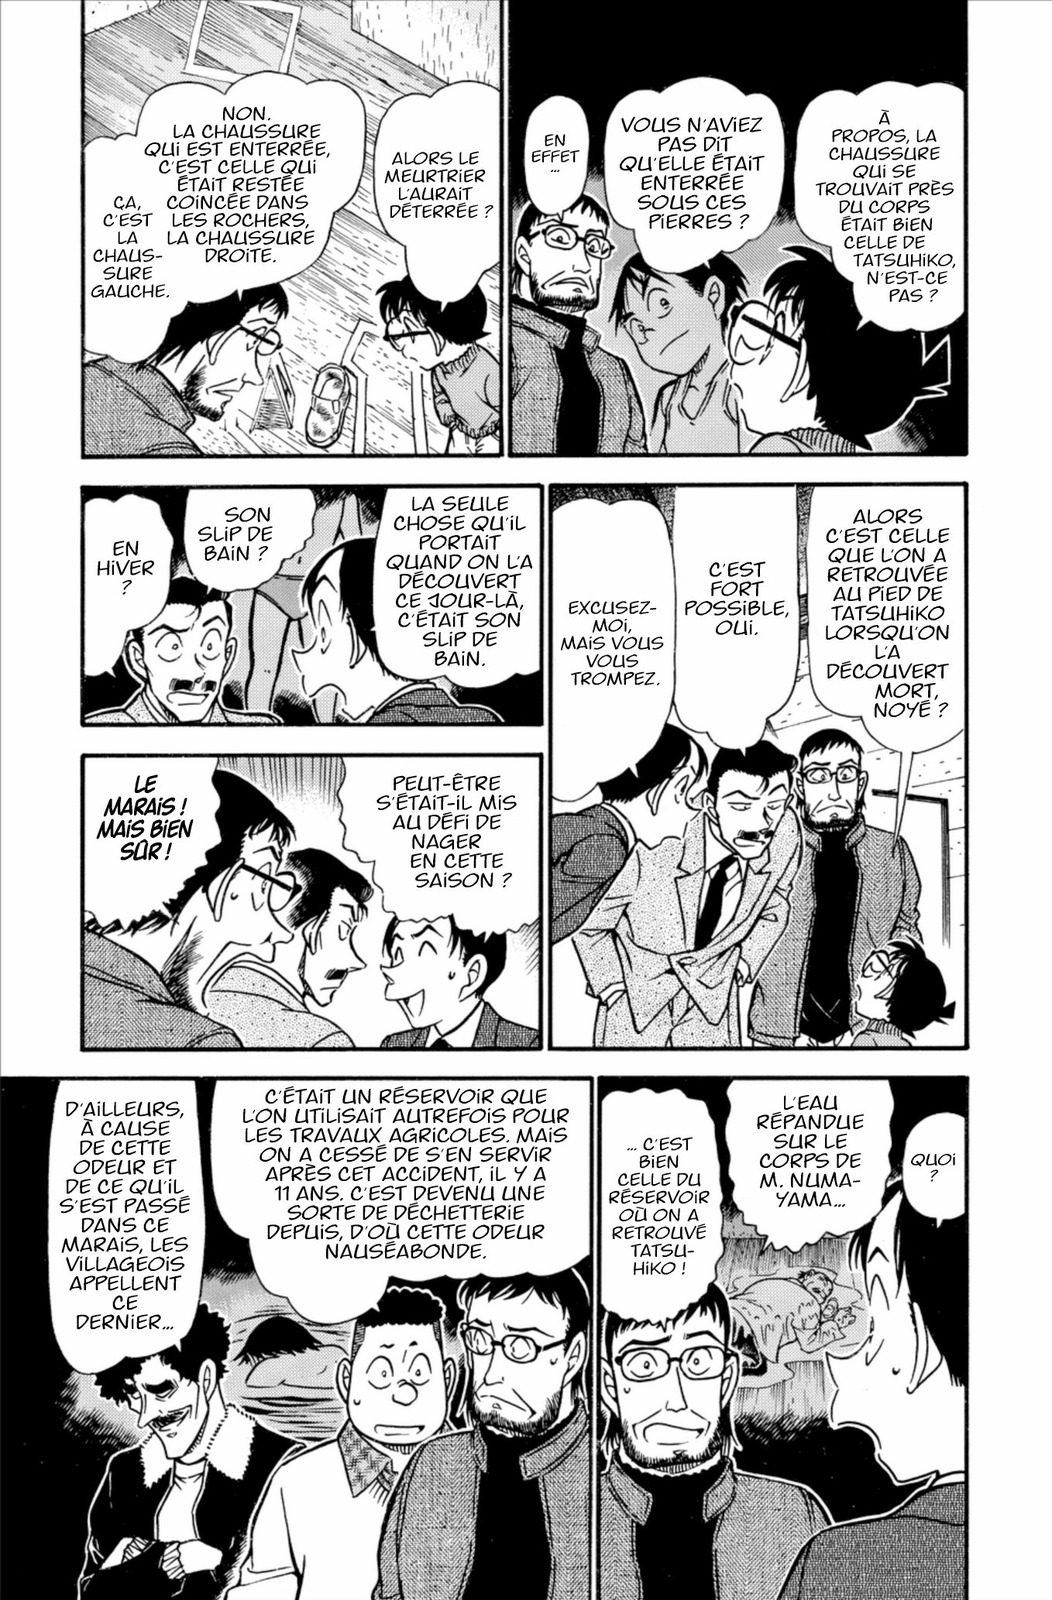 À
PROPOS, LA
CHAUSSURE
QUI SE
TROUVAIT PRÈS
DU CORPS
ÉTAIT BIEN
CELLE DE
TATSUHIKO,
N'EST-CE
PAS ?
VOUS N'AVIEZ
PAS DIT
QU'ELLE ÉTAIT
ENTERRÉE
SOUS CES
PIERRES ?
EN
EFFET
...
ALORS LE
MEURTRIER
L'AURAIT
DÉTERRÉE ?
NON.
LA CHAUSSURE
QUI EST ENTERRÉE,
C'EST CELLE QUI
ÉTAIT RESTÉE
COINCÉE DANS
LES ROCHERS,
LA CHAUSSURE
DROITE.
ÇA,
C'EST
LA
CHAUS-
SURE
GAUCHE.
ALORS
C'EST CELLE
QUE L'ON A
RETROUVÉE
AU PIED DE
TATSUHIKO
LORSQU'ON
L'A
DÉCOUVERT
MORT,
NOYÉ ?
C'EST
FORT
POSSIBLE,
OUI.
EXCUSEZ-
MOI,
MAIS VOUS
VOUS
TROMPEZ.
LA SEULE
CHOSE QU'IL
PORTAIT
QUAND ON L'A
DÉCOUVERT
CE JOUR-LÀ,
C'ÉTAIT SON
SLIP DE
BAIN.
SON
SLIP DE
BAIN ?
EN
HIVER
?
PEUT-ÊTRE
S'ÉTAIT-IL MIS
AU DÉFI DE
NAGER
EN CETTE
SAISON ?
LE
MARAIS !
MAIS BIEN
SÛR !
QUOI
?
L'EAU
RÉPANDUE
SUR LE
CORPS DE
M. NUMA-
YAMA...
... C'EST
BIEN
CELLE DU
RÉSERVOIR
OÙ ON A
RETROUVÉ
TATSU-
HIKO !
C'ÉTAIT UN RÉSERVOIR QUE
L'ON UTILISAIT AUTREFOIS POUR
LES TRAVAUX AGRICOLES. MAIS
ON A CESSÉ DE S'EN SERVIR
APRÈS CET ACCIDENT, IL Y A
11 ANS. C'EST DEVENU UNE
SORTE DE DÉCHETTERIE
DEPUIS, D'OÙ CETTE ODEUR
NAUSÉABONDE.
D'AILLEURS,
À CAUSE
DE CETTE
ODEUR ET
DE CE QU'IL
S'EST PASSÉ
DANS CE
MARAIS, LES
VILLAGEOIS
APPELLENT
CE
DERNIER...